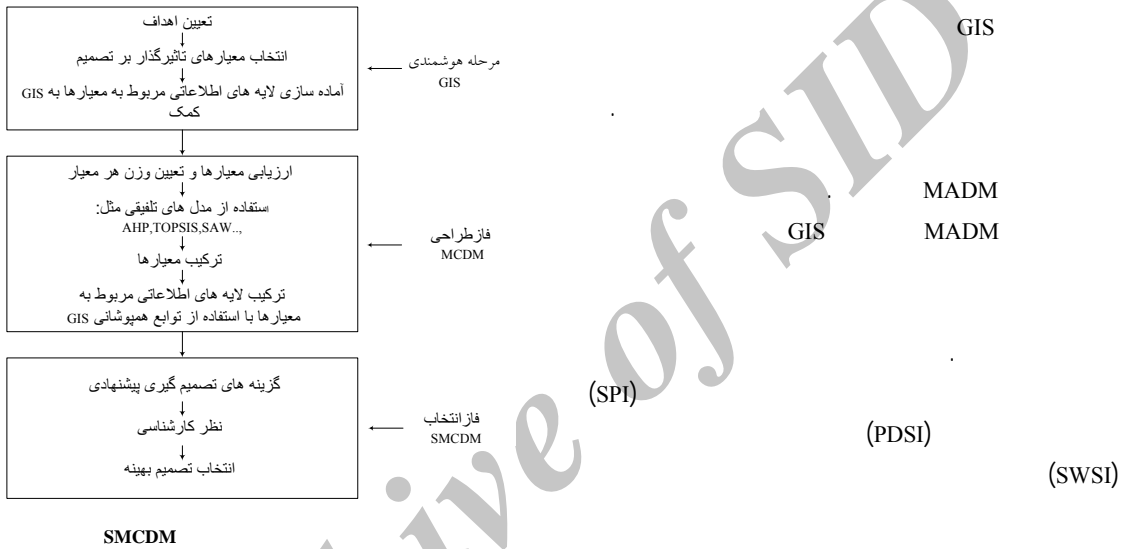 تعیین اهداف
انتخاب معیارهای تاثیرگذار بر تصمیم
آماده سازی لایه های اطلاعاتی مربوط به معیارها به GIS
کمک
مرحله هوشمندی
GIS
ارزیابی معیارها و تعیین وزن هر معیار
استفاده از مدل های تلفیقی مثل:
AHP,TOPSIS,SAW..,
ترکیب معیارها
ترکیب لایه های اطلاعاتی مربوط به
معیارها با استفاده از توابع همپوشانی GIS
فازطراحی
MCDM
گزینه های تصمیم گیری پیشنهادی
نظر کارشناسی
انتخاب تصمیم بهینه
فازانتخاب
SMCDM
SMCDM
GIS
.
. MADM
GIS MADM
.
(SPI)
(PDSI)
(SWSI)
ive of SID